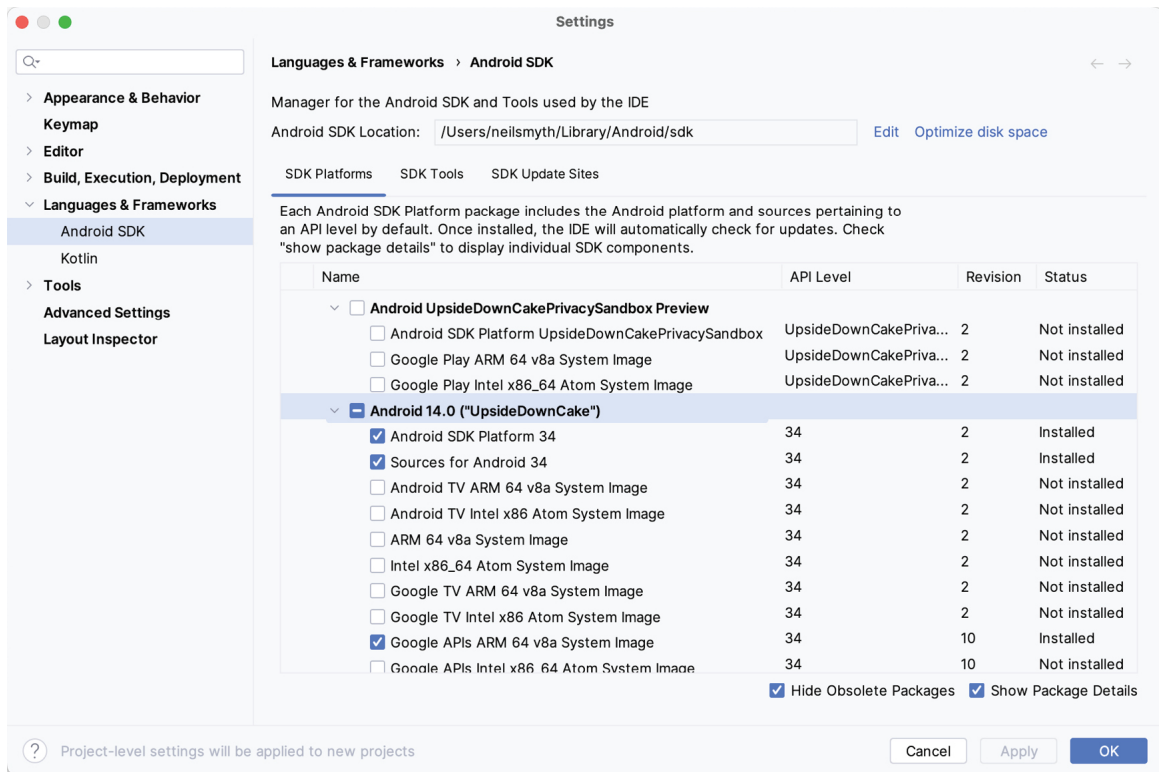 Settings
Languages & Frameworks › Android SDK
Appearance & Behavior
Keymap
Editor
Build, Execution, Deployment
Languages & Frameworks
Android SDK
Kotlin
Tools
Advanced Settings
Layout Inspector
Manager for the Android SDK and Tools used by the IDE
Android SDK Location: /Users/neilsmyth/Library/Android/sdk Edit Optimize disk space
SDK Platforms SDK Tools SDK Update Sites
Each Android SDK Platform package includes the Android platform and sources pertaining to
an API level by default. Once installed, the IDE will automatically check for updates. Check
"show package details" to display individual SDK components.
Name API Level Revision Status
Android UpsideDownCakePrivacySandbox Preview
Android SDK Platform UpsideDownCakePrivacySandbox UpsideDownCakePriva... 2 Not installed
Google Play ARM 64 v8a System Image UpsideDownCakePriva... 2 Not installed
Google Play Intel x86_64 Atom System Image UpsideDownCakePriva... 2 Not installed
Android 14.0 ("UpsideDownCake")
Android SDK Platform 34 34 2 Installed
Sources for Android 34 34 2 Installed
Android TV ARM 64 v8a System Image 34 2 Not installed
Android TV Intel x86 Atom System Image 34 2 Not installed
ARM 64 v8a System Image 34 2 Not installed
Intel x86_64 Atom System Image 34 2 Not installed
Google TV ARM 64 v8a System Image 34 2 Not installed
Google TV Intel x86 Atom System Image 34 2 Not installed
Google APIs ARM 64 v8a System Image 34 10 Installed
Google APIs Intel x86_64 Atom System Image 34 10 Not installed
Hide Obsolete Packages Show Package Details
? Project-level settings will be applied to new projects Cancel Apply OK